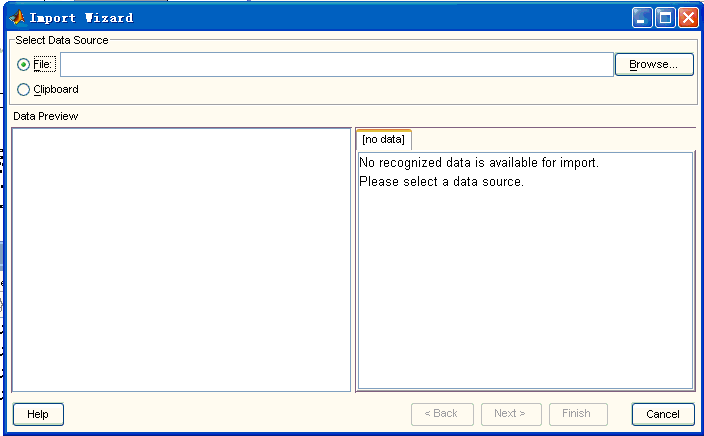 Import Wizard
Select Data Source
File:
Browse...
Clipboard
Data Preview
[no data]
No recognized data is available for import.
Please select a data source.
Help
< Back
Next >
Finish
Cancel